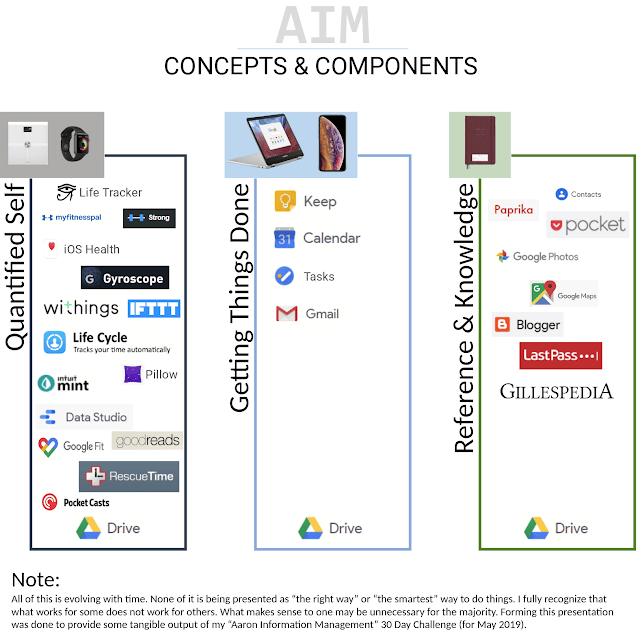 AIM
CONCEPTS & COMPONENTS
Quantified Self
Life Tracker
myfitnesspal
Strong
iOS Health
Gyroscope
withings
IFTTT
Life Cycle
Tracks your time automatically
intuit
mint
Pillow
Data Studio
Google Fit
goodreads
RescueTime
Pocket Casts
Drive
Getting Things Done
Keep
31
Calendar
Tasks
Gmail
Drive
Reference & Knowledge
Contacts
Paprika
pocket
Google Photos
Google Maps
Blogger
LastPass•••|
GILLESPEDIA
Drive
Note:
All of this is evolving with time. None of it is being presented as “the right way” or “the smartest” way to do things. I fully recognize that
what works for some does not work for others. What makes sense to one may be unnecessary for the majority. Forming this presentation
was done to provide some tangible output of my “Aaron Information Management” 30 Day Challenge (for May 2019).